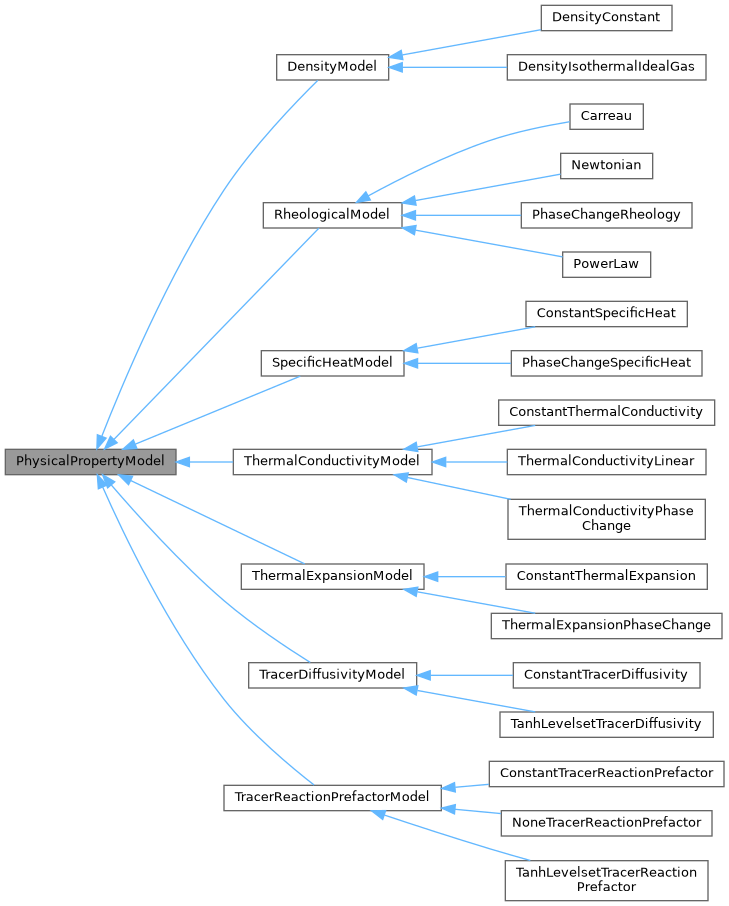 DensityConstant
DensityModel
DensityIsothermalIdealGas
Carreau
Newtonian
RheologicalModel
PhaseChangeRheology
PowerLaw
ConstantSpecificHeat
SpecificHeatModel
PhaseChangeSpecificHeat
ConstantThermalConductivity
PhysicalPropertyModel
ThermalConductivityModel
ThermalConductivityLinear
ThermalConductivityPhase
Change
ThermalExpansionModel
ConstantThermalExpansion
ThermalExpansionPhaseChange
TracerDiffusivityModel
ConstantTracerDiffusivity
TanhLevelsetTracerDiffusivity
ConstantTracerReactionPrefactor
TracerReactionPrefactorModel
NoneTracerReactionPrefactor
TanhLevelsetTracerReaction
Prefactor